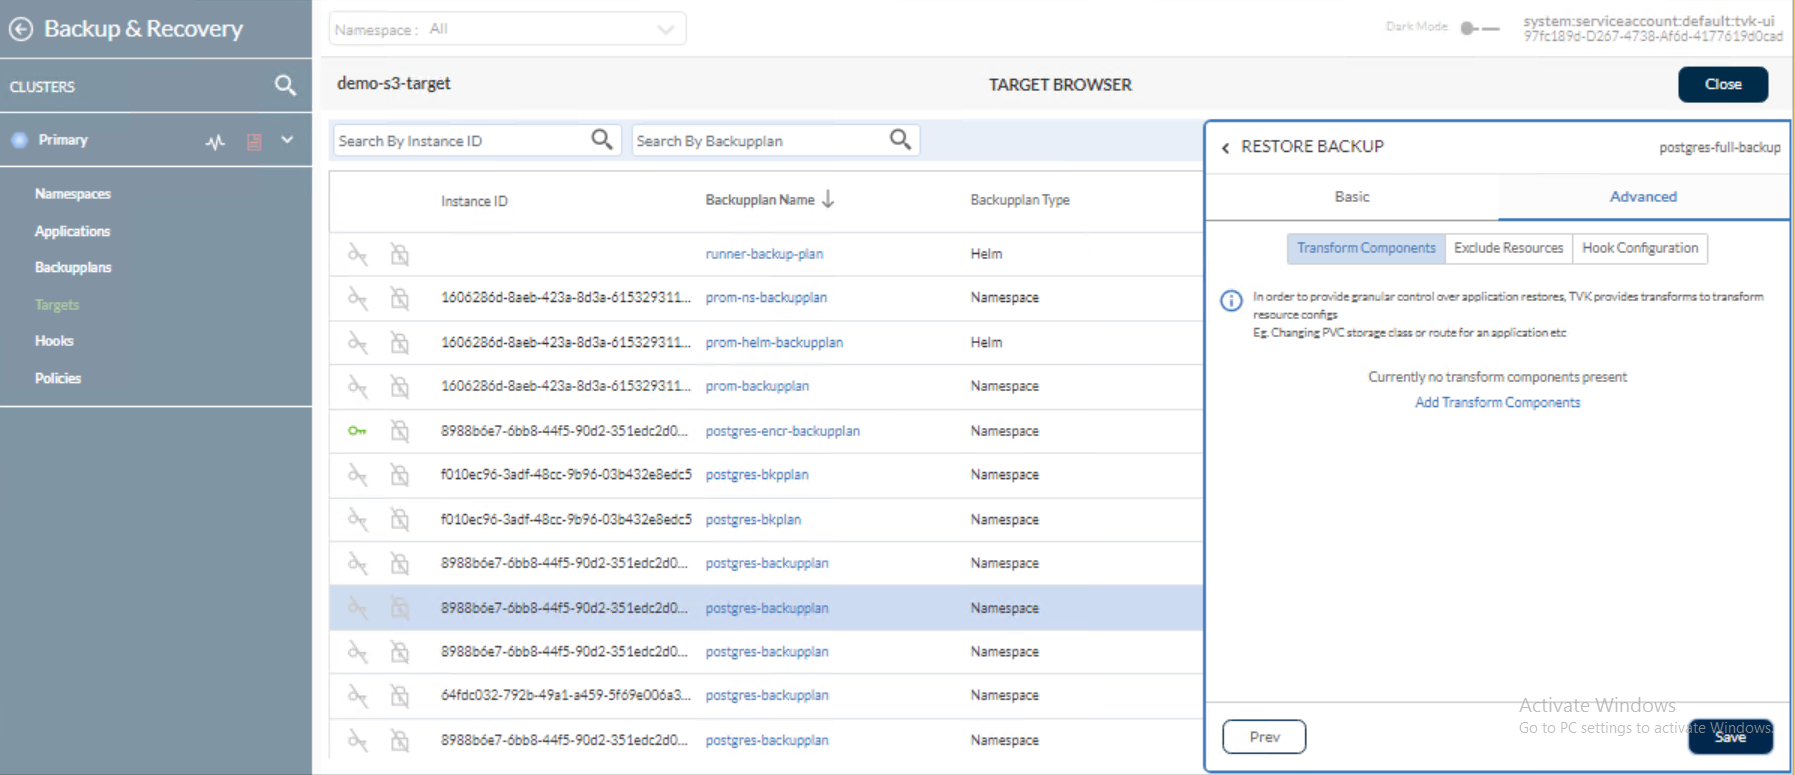 Backup & Recovery
Namespace : All
Dark Mode
system:serviceaccount:default:tvk-ui
97fc189d-D267-4738-Af6d-4177619d0cad
CLUSTERS
demo-s3-target
TARGET BROWSER
Close
Primary
Namespaces
Applications
Backupplans
Targets
Hooks
Policies
Search By Instance ID
Search By Backupplan
Instance ID Backupplan Name Backupplan Type
runner-backup-plan Helm
1606286d-8aeb-423a-8d3a-615329311... prom-ns-backupplan Namespace
1606286d-8aeb-423a-8d3a-615329311... prom-helm-backupplan Helm
1606286d-8aeb-423a-8d3a-615329311... prom-backupplan Namespace
8988b6e7-6bb8-44f5-90d2-351edc2d0... postgres-encr-backupplan Namespace
f010ec96-3adf-48cc-9b96-03b432e8edc5 postgres-bkpplan Namespace
f010ec96-3adf-48cc-9b96-03b432e8edc5 postgres-bkplan Namespace
8988b6e7-6bb8-44f5-90d2-351edc2d0... postgres-backupplan Namespace
8988b6e7-6bb8-44f5-90d2-351edc2d0... postgres-backupplan Namespace
8988b6e7-6bb8-44f5-90d2-351edc2d0... postgres-backupplan Namespace
64fdc032-792b-49a1-a459-5f69e006a3... postgres-backupplan Namespace
8988b6e7-6bb8-44f5-90d2-351edc2d0... postgres-backupplan Namespace
RESTORE BACKUP
postgres-full-backup
Basic
Advanced
Transform Components
Exclude Resources
Hook Configuration
In order to provide granular control over application restores, TVK provides transforms to transform
resource configs
Eg. Changing PVC storage class or route for an application etc
Currently no transform components present
Add Transform Components
Activate Windows
Go to PC settings to activate Windows.
Prev
Save